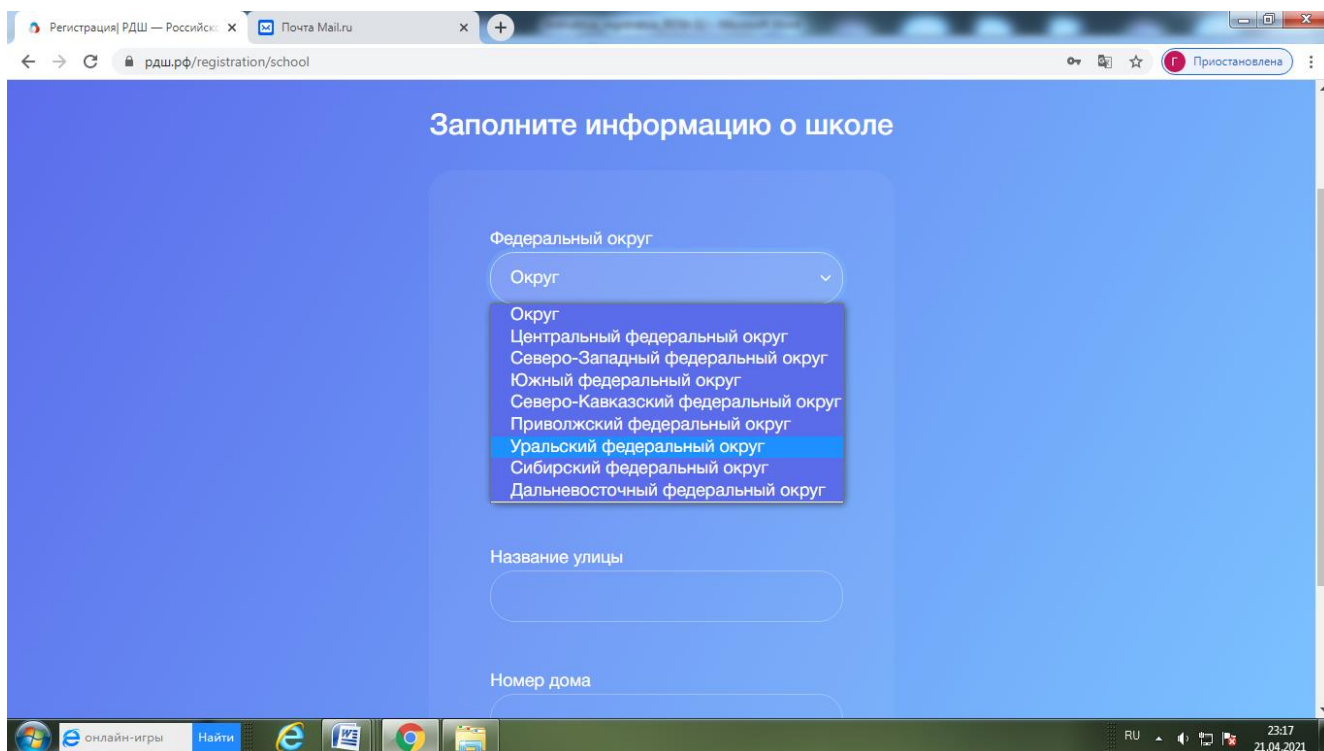 Регистрация| РДШ — Российск
Почта Mail.ru
рдш.рф/registration/school
Г
Приостановлена
Заполните информацию о школе
Федеральный округ
Округ
Округ
Центральный федеральный округ
Северо-Западный федеральный округ
Южный федеральный округ
Северо-Кавказский федеральный округ
Приволжский федеральный округ
Уральский федеральный округ
Сибирский федеральный округ
Дальневосточный федеральный округ
Название улицы
Номер дома
онлайн-игры
Найти
RU
23:17
21.04.2021